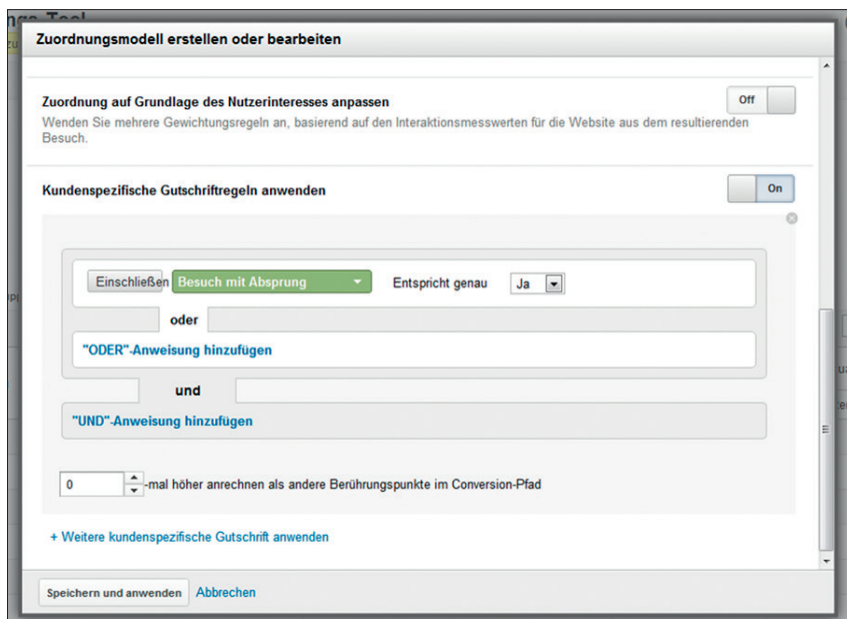 Zuordnungsmodell erstellen oder bearbeiten
Zuordnung auf Grundlage des Nutzerinteresses anpassen
Off
Wenden Sie mehrere Gewichtungsregeln an, basierend auf den Interaktionsmesswerten für die Website aus dem resultierenden
Besuch.
Kundenspezifische Gutschriftregeln anwenden
On
Einschließen Besuch mit Absprung Entspricht genau Ja
oder
"ODER"-Anweisung hinzufügen
und
"UND"-Anweisung hinzufügen
0 -mal höher anrechnen als andere Berührungspunkte im Conversion-Pfad
+ Weitere kundenspezifische Gutschrift anwenden
Speichern und anwenden Abbrechen